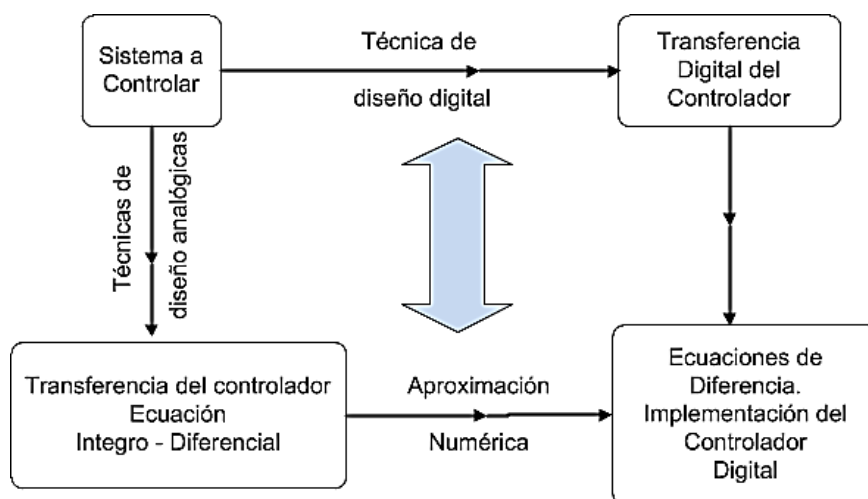 Sistema a
Controlar
Técnica de
diseño digital
Transferencia
Digital del
Controlador
Técnicas de
diseño analógicas
Transferencia del controlador
Ecuación
Integro - Diferencial
Aproximación
Numérica
Ecuaciones de
Diferencia.
Implementación del
Controlador
Digital